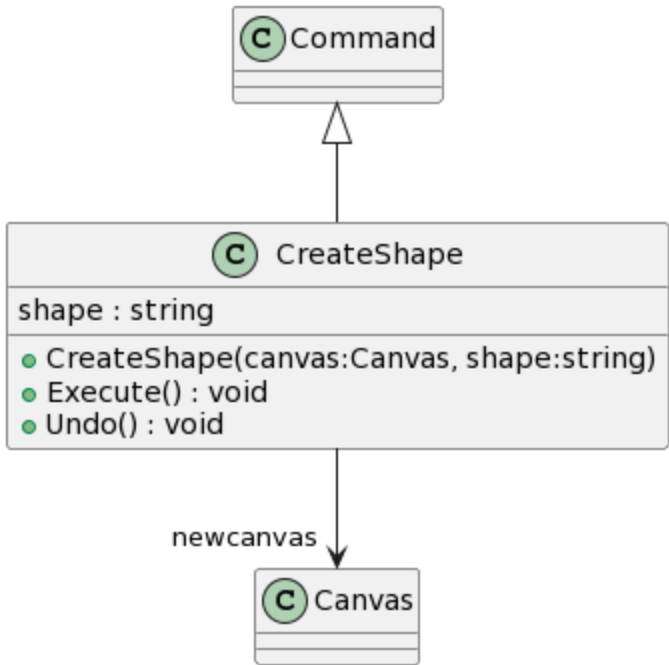 C Command
C CreateShape
shape : string
CreateShape(canvas:Canvas, shape:string)
Execute() : void
Undo() : void
newcanvas
C Canvas